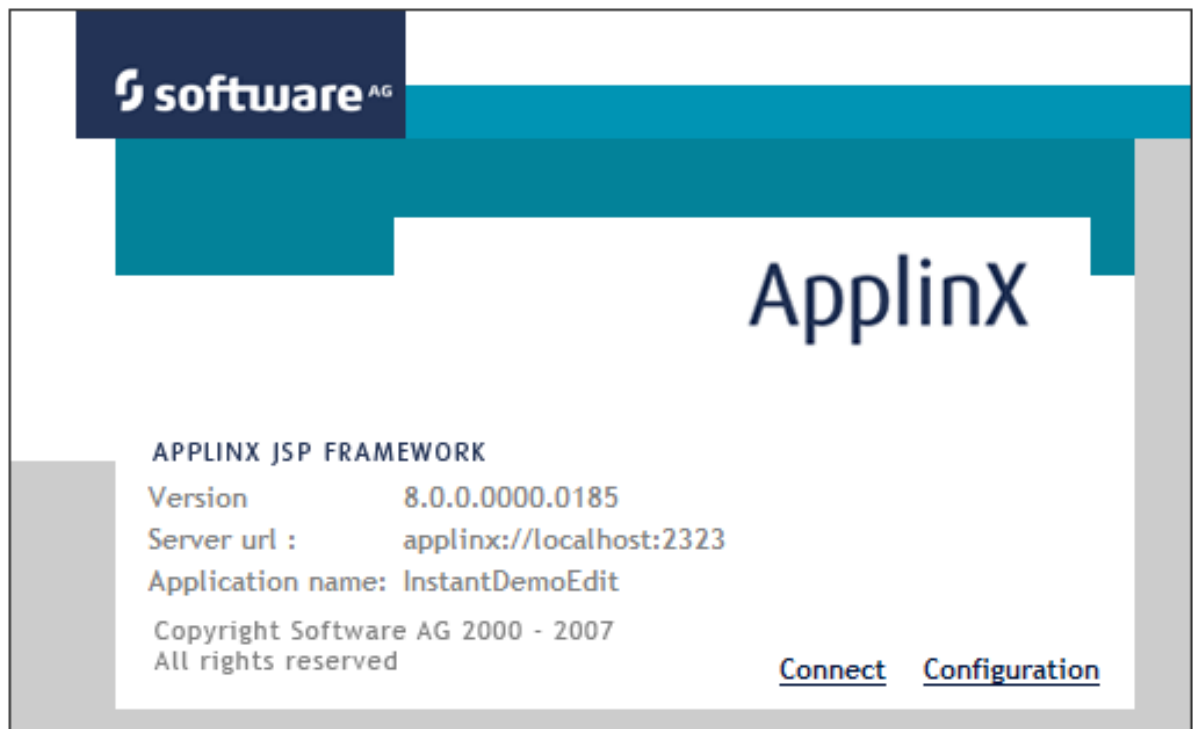 software AG
ApplinX
APPLINX JSP FRAMEWORK
Version 8.0.0.0000.0185
Server url : applinx://localhost:2323
Application name: InstantDemoEdit
Copyright Software AG 2000 - 2007
All rights reserved
Connect Configuration